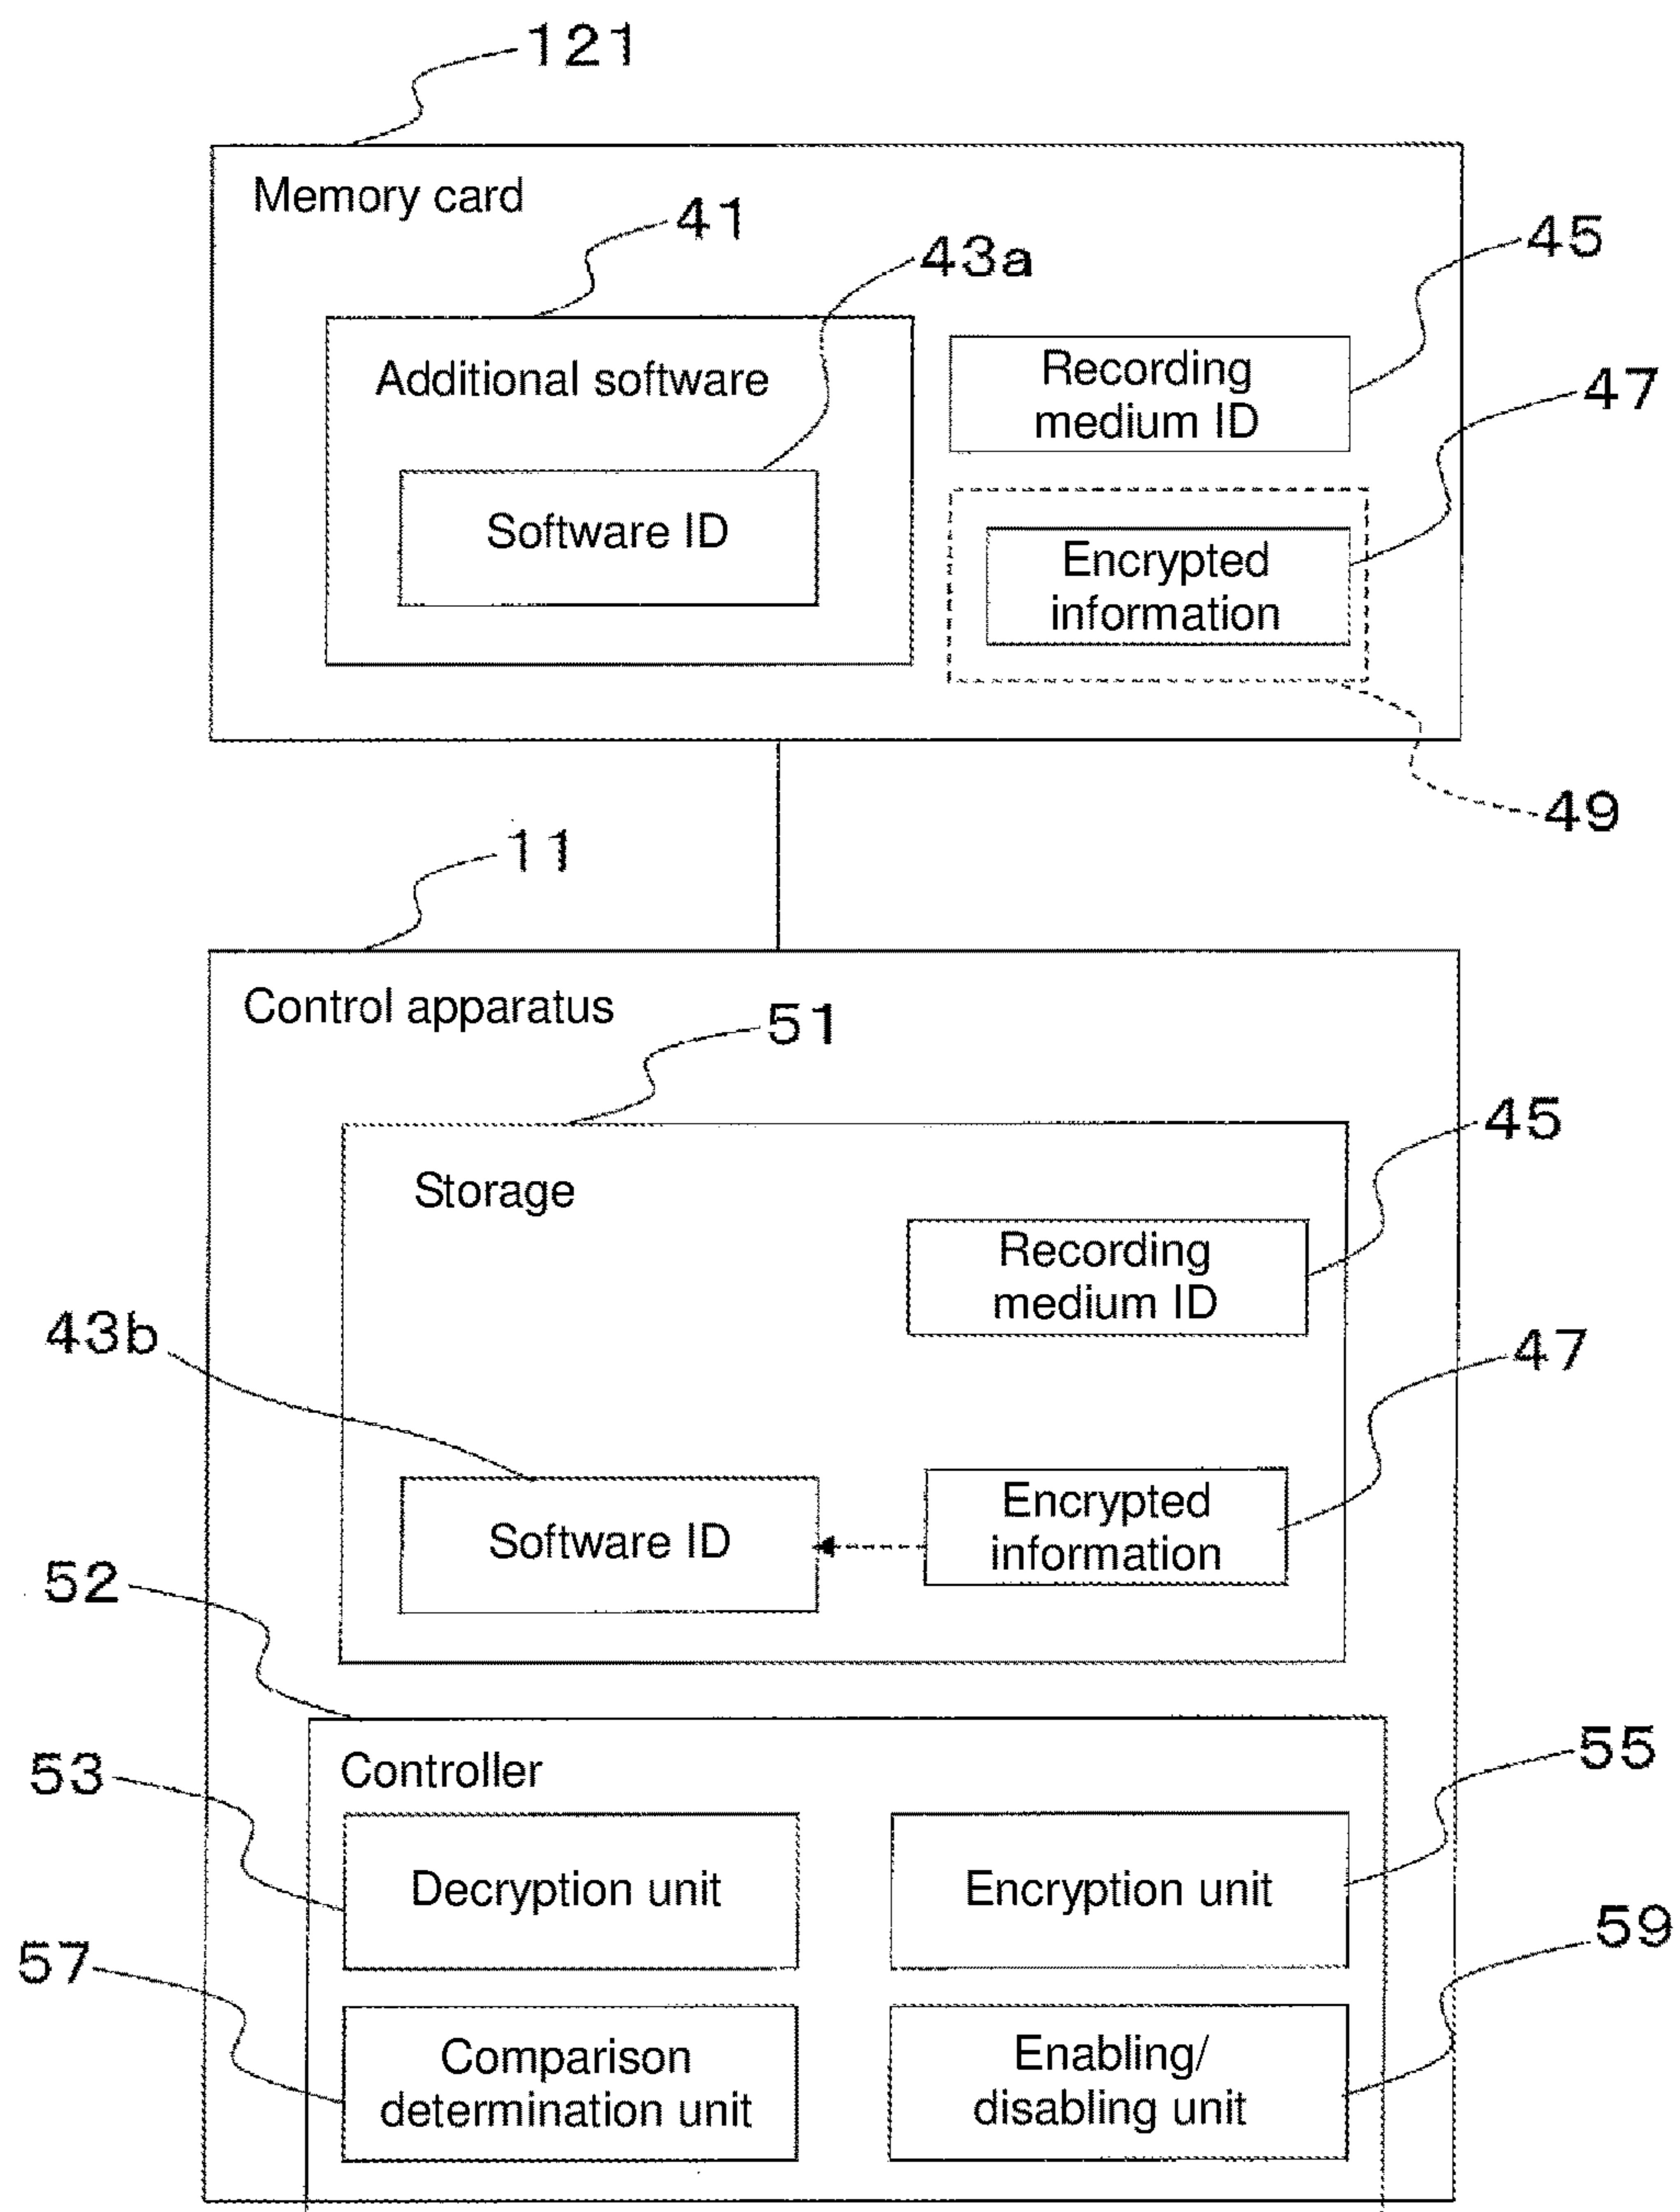 121
Memory card
41
43a
45
Additional software
Recording
medium ID
47
Software ID
Encrypted
information
49
11
Control apparatus
51
45
Storage
Recording
medium ID
43b
47
Software ID
Encrypted
information
52
Controller
53
55
Decryption unit
Encryption unit
57
59
Comparison
determination unit
Enabling/
disabling unit